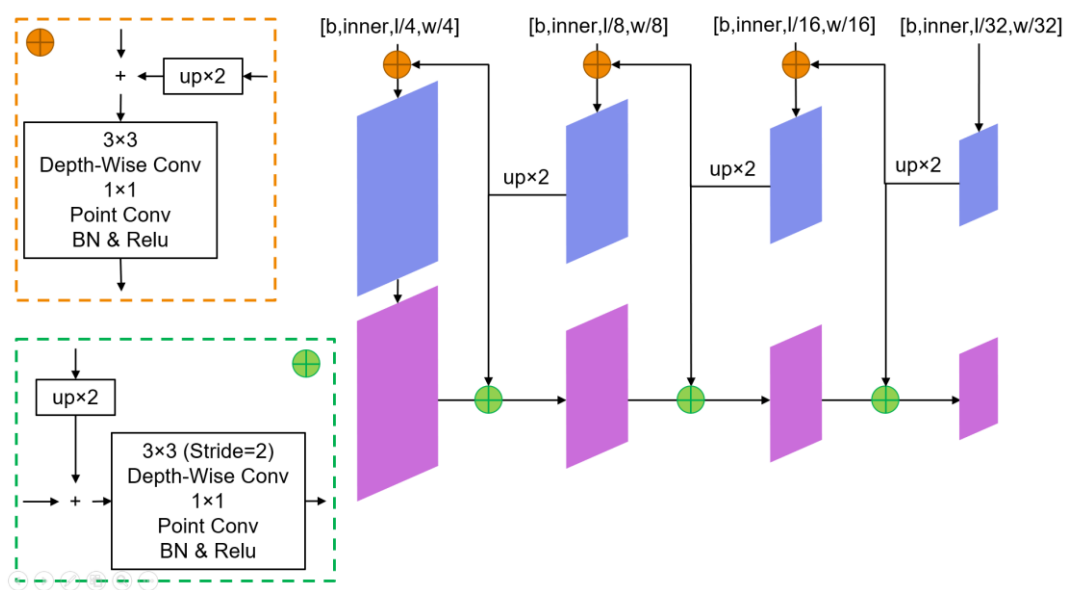 [b,inner,l/4,w/4]
[b,inner,l/8,w/8]
[b,inner,l/16,w/16]
[b,inner,l/32,w/32]
+
up×2
3×3
Depth-Wise Conv
1×1
Point Conv
BN & Relu
up×2
up×2
up×2
up×2
+
3×3 (Stride=2)
Depth-Wise Conv
1×1
Point Conv
BN & Relu